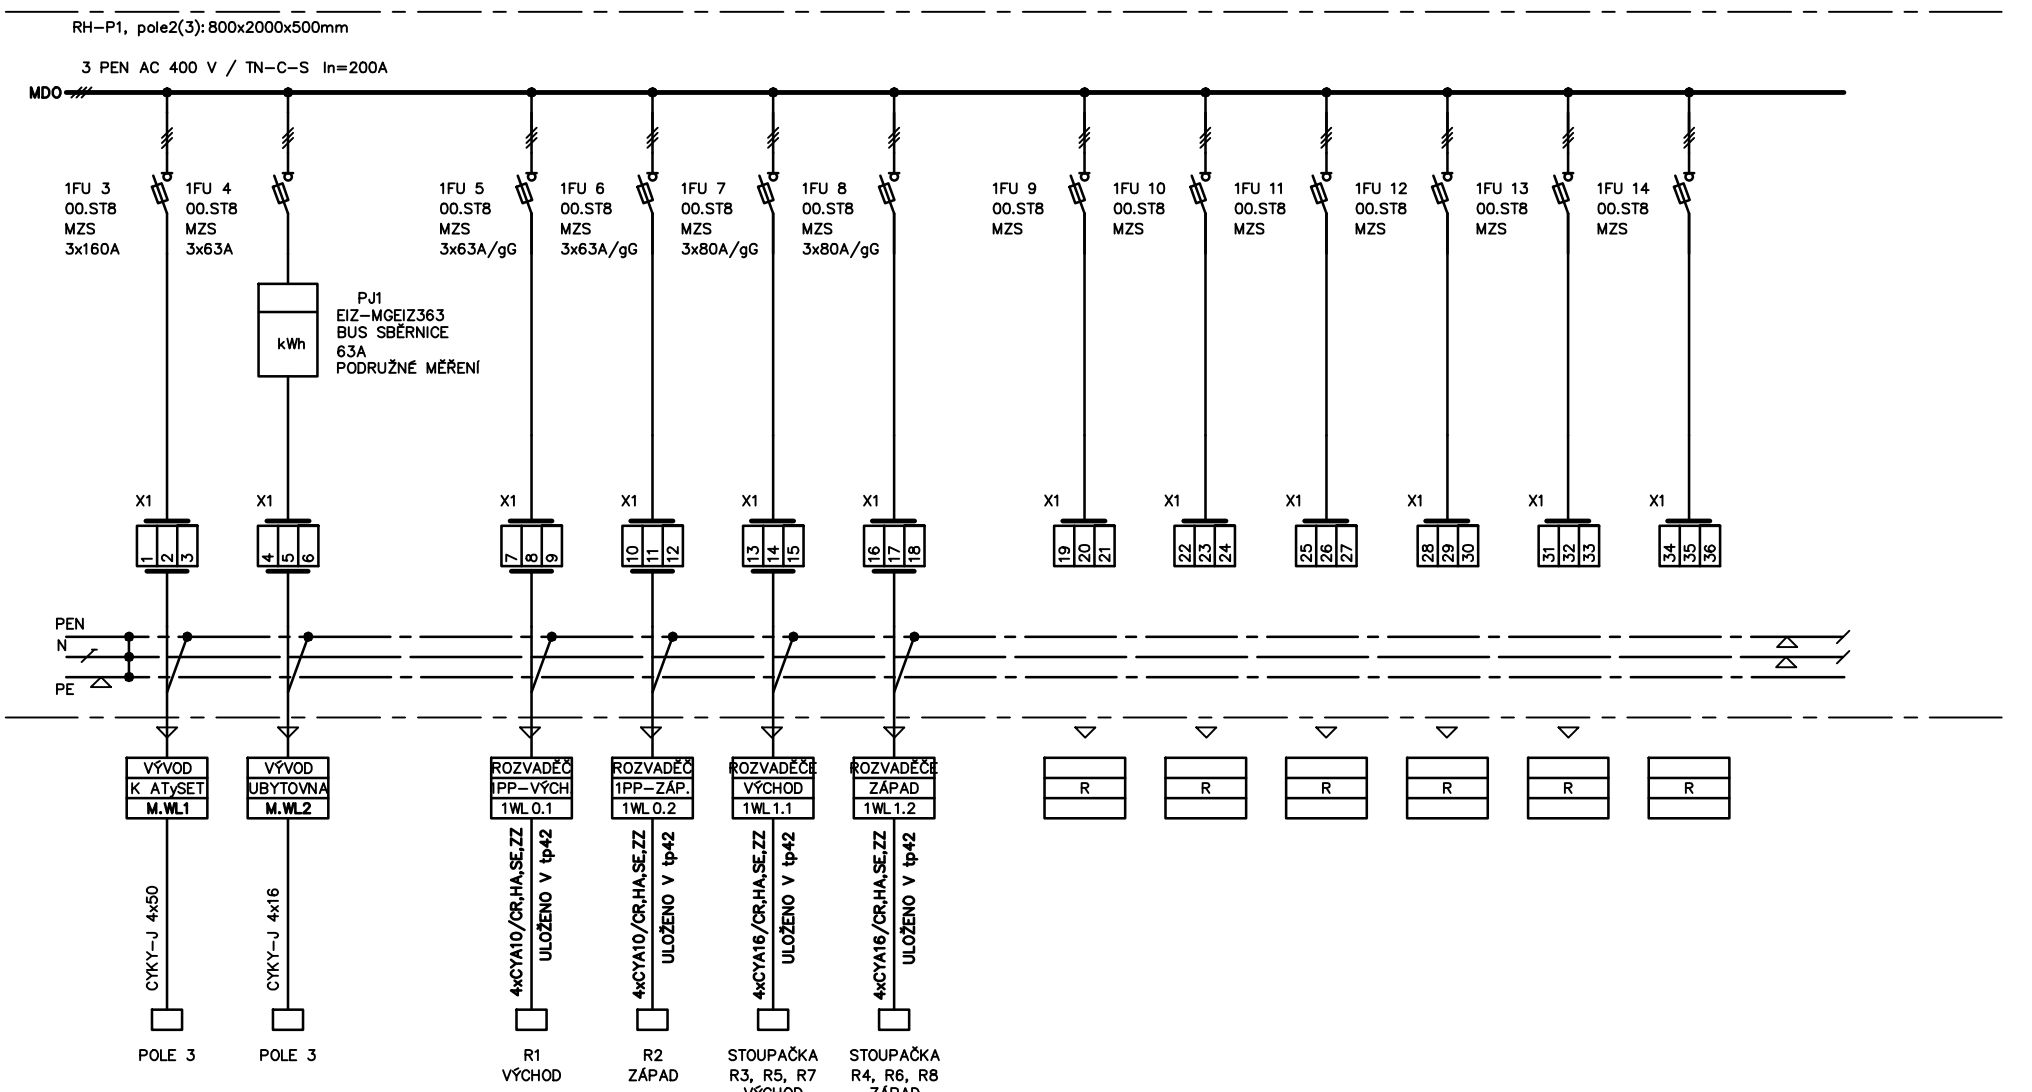 RH-P1, pole2(3):800x2000x500mm
3 PEN AC 400 V / TN-C-S In=200A
MDO
1FU 3
00.ST8
MZS
3x160A
1FU 4
00.ST8
MZS
3x63A
1FU 5
00.ST8
MZS
3x63A/gG
1FU 6
00.ST8
MZS
3x63A/gG
1FU 7
00.ST8
MZS
3x80A/gG
1FU 8
00.ST8
MZS
3x80A/gG
1FU 9
00.ST8
MZS
1FU 10
00.ST8
MZS
1FU 11
00.ST8
MZS
1FU 12
00.ST8
MZS
1FU 13
00.ST8
MZS
1FU 14
00.ST8
MZS
kWh
PJ1
EIZ-MGEIZ363
BUS SBĚRNICE
63A
PODRUŽNÉ MĚŘENÍ
X1
1 2 3
X1
4 5 6
X1
7 8 9
X1
10 11 12
X1
13 14 15
X1
16 17 18
X1
19 20 21
X1
22 23 24
X1
25 26 27
X1
28 29 30
X1
31 32 33
X1
34 35 36
PEN
N
PE
VÝVOD
K ATySET
M.WL1
VÝVOD
UBYTOVNA
M.WL2
ROZVADĚČ
1PP-VÝCH.
1WL0.1
ROZVADĚČ
1PP-ZÁP.
1WL0.2
ROZVADĚČE
VÝCHOD
1WL1.1
ROZVADĚČE
ZÁPAD
1WL1.2
R
R
R
R
R
R
CYKY-J 4x50
CYKY-J 4x16
4xCYA10/CR,HA,SE,ZZ
ULOŽENO V tp42
4xCYA10/CR,HA,SE,ZZ
ULOŽENO V tp42
4xCYA16/CR,HA,SE,ZZ
ULOŽENO V tp42
4xCYA16/CR,HA,SE,ZZ
ULOŽENO V tp42
POLE 3
POLE 3
R1
VÝCHOD
R2
ZÁPAD
STOUPAČKA
R3, R5, R7
VÝCHOD
STOUPAČKA
R4, R6, R8
ZÁPAD